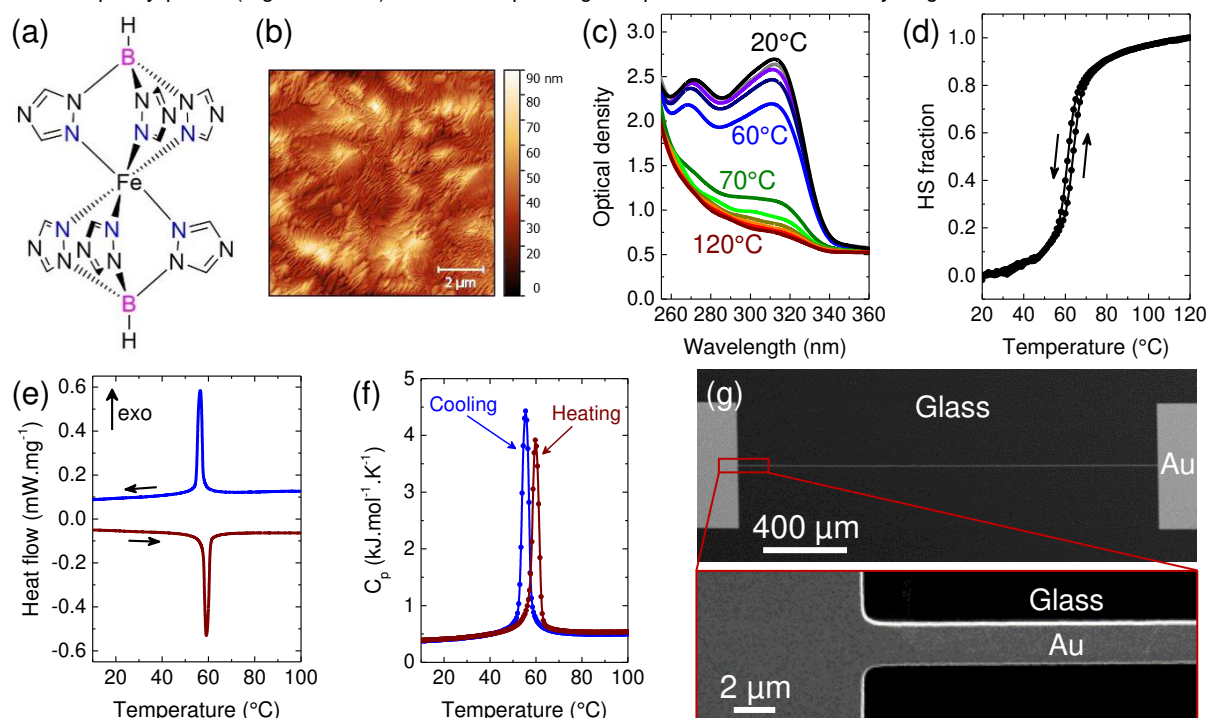 (a)
H
B
N N N N N N N N N
Fe
N N N N N N N N N
B
H
(b)
90 nm
80
70
60
50
40
30
20
10
0
2 µm
(c)
Optical density
3.0
2.5
2.0
1.5
1.0
0.5
0.0
20°C
60°C
70°C
120°C
260 280 300 320 340 360
Wavelength (nm)
(d)
HS fraction
1.0
0.8
0.6
0.4
0.2
0.0
20 40 60 80 100 120
Temperature (°C)
(e)
exo
Heat flow (mW.mg⁻¹)
0.6
0.4
0.2
0.0
-0.2
-0.4
-0.6
20 40 60 80 100
Temperature (°C)
(f)
Cooling
Heating
Cₚ (kJ.mol⁻¹.K⁻¹)
5
4
3
2
1
0
20 40 60 80 100
Temperature (°C)
(g)
Glass
Au
400 µm
Glass
Au
2 µm